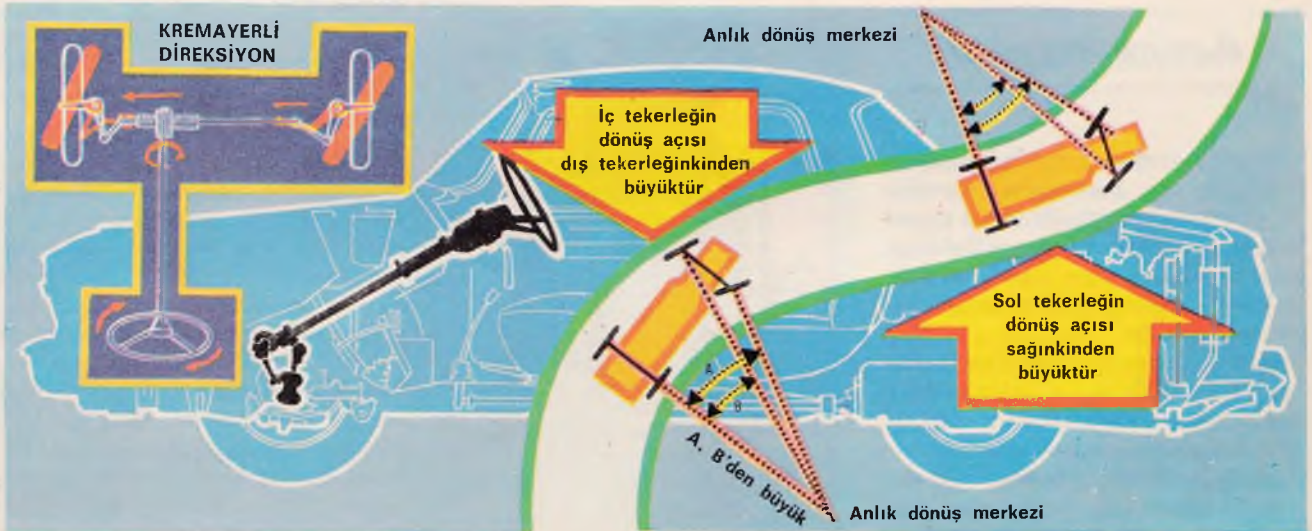 KREMAYERLİ
DİREKSİYON
Anlık dönüş merkezi
İç tekerleğin
dönüş açısı
dış tekerleğinkinden
büyüktür
Sol tekerleğin
dönüş açısı
sağınkinden
büyüktür
A
B
A. B'den büyük
Anlık dönüş merkezi